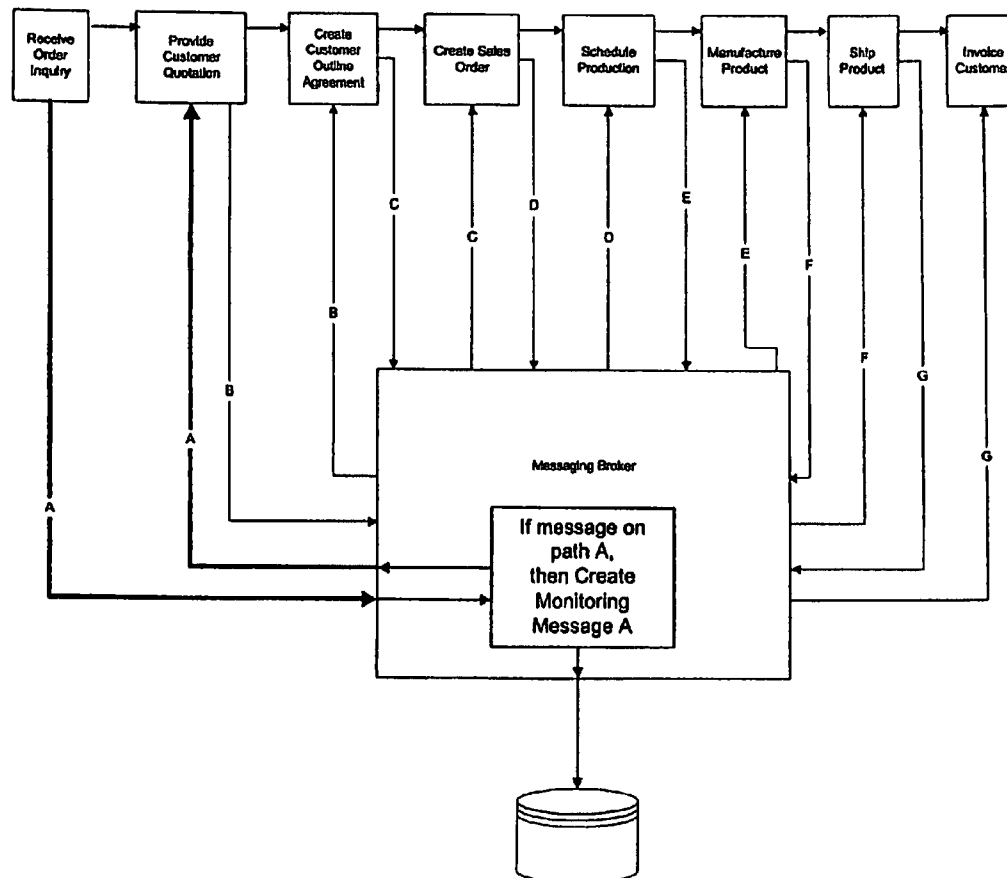 Receive
Order
Inquiry
Provide
Customer
Quotation
Create
Customer
Outline
Agreement
Create Sales
Order
Schedule
Production
Manufacture
Product
Ship
Product
Invoice
Customer
C
D
E
C
D
E
F
B
F
G
B
A
G
A
Messaging Broker
If message on
path A,
then Create
Monitoring
Message A